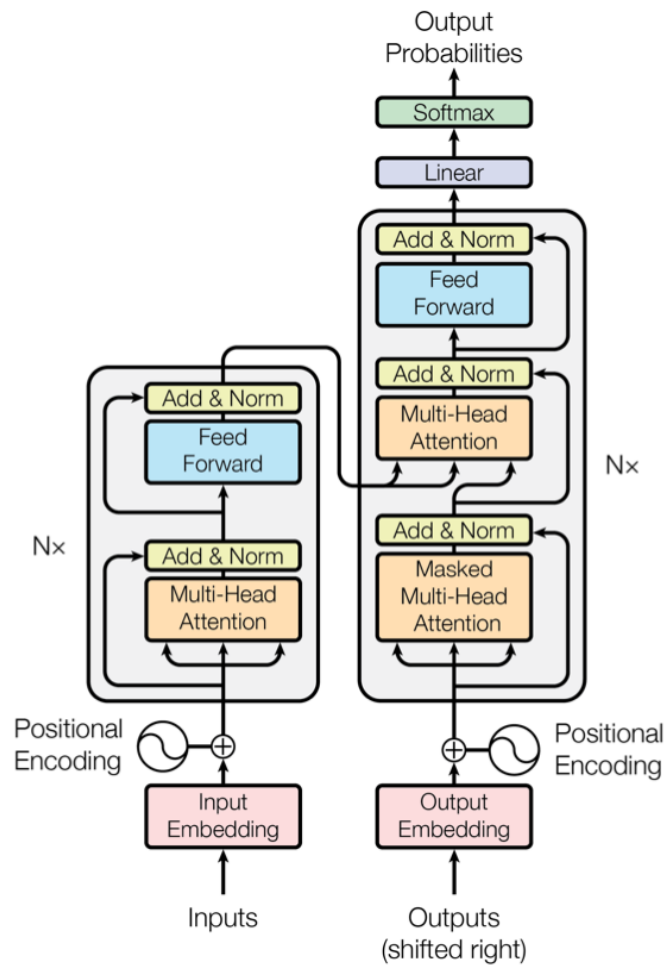 Output
Probabilities
Softmax
Linear
Add & Norm
Feed
Forward
Add & Norm
Multi-Head
Attention
Nx
Add & Norm
Masked
Multi-Head
Attention
Add & Norm
Feed
Forward
Nx
Add & Norm
Multi-Head
Attention
Positional
Encoding
Positional
Encoding
Input
Embedding
Output
Embedding
Inputs
Outputs
(shifted right)